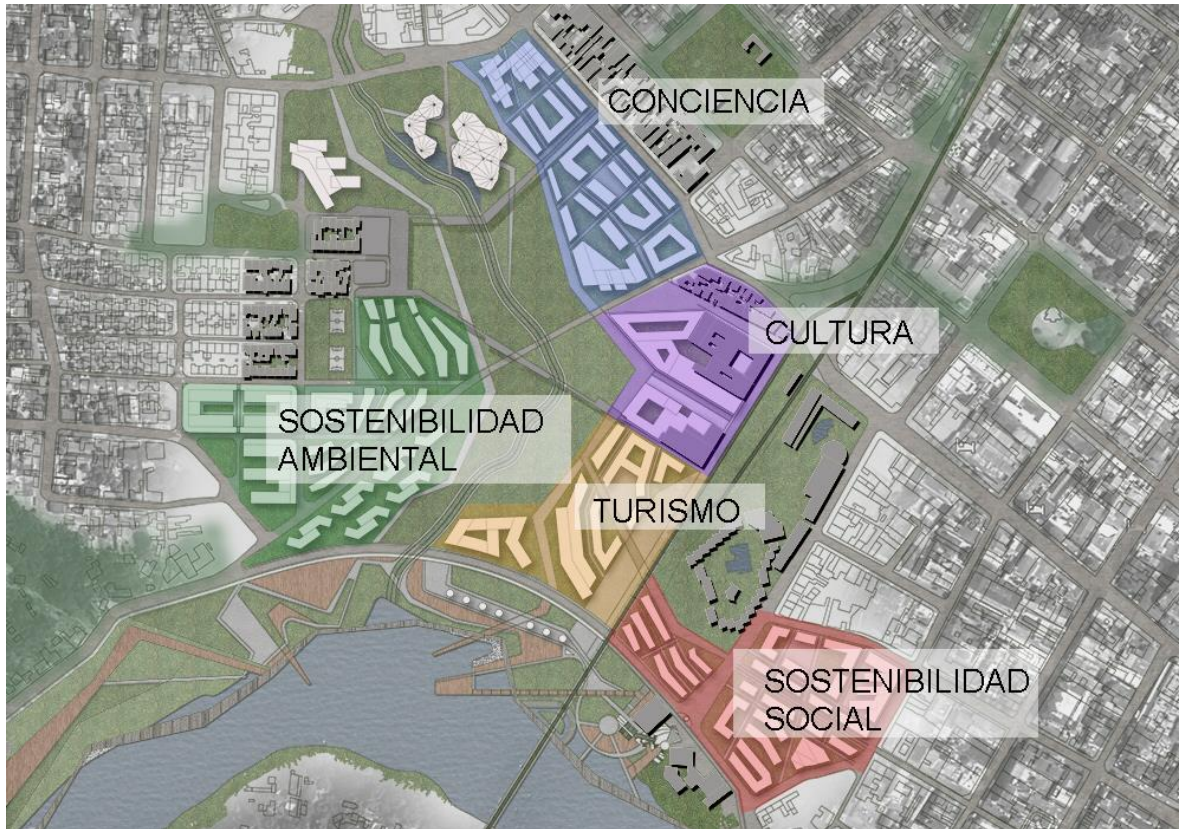 CONCIENCIA
CULTURA
SOSTENIBILIDAD
AMBIENTAL
TURISMO
SOSTENIBILIDAD
SOCIAL